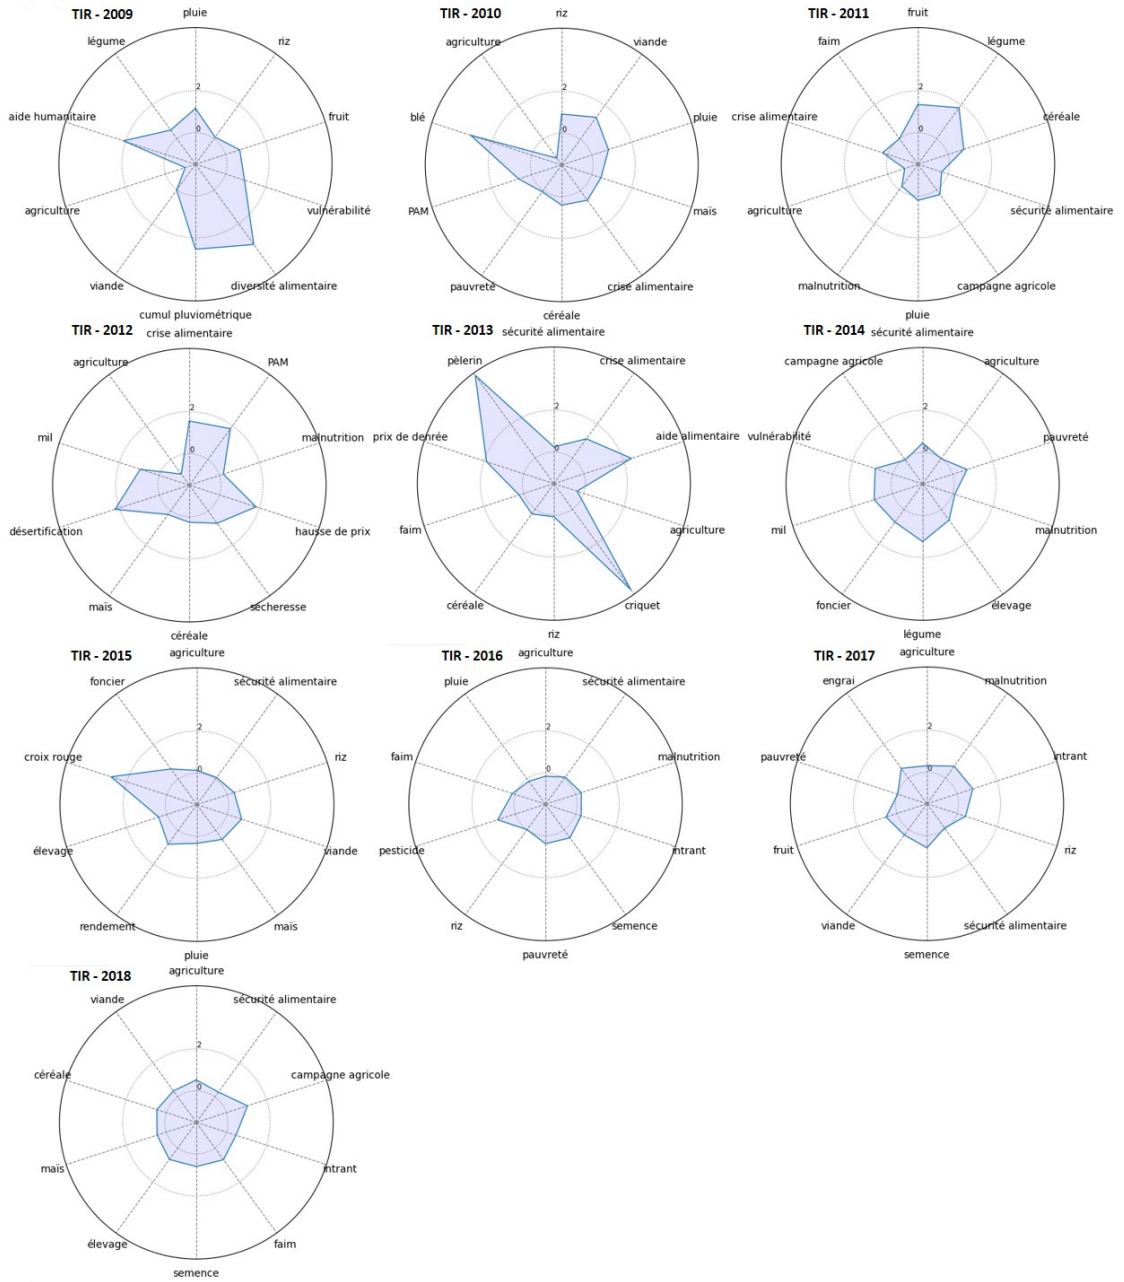 TIR - 2009
pluie
riz
fruit
vulnérabilité
diversité alimentaire
cumul pluviométrique
viande
agriculture
aide humanitaire
légume
2
0
TIR - 2010
riz
viande
pluie
maïs
crise alimentaire
céréale
pauvreté
PAM
blé
agriculture
2
0
TIR - 2011
fruit
légume
céréale
sécurité alimentaire
campagne agricole
pluie
malnutrition
agriculture
crise alimentaire
faim
2
0
TIR - 2012
crise alimentaire
PAM
malnutrition
hausse de prix
sècheresse
céréale
maïs
désertification
mil
agriculture
2
0
TIR - 2013
sécurité alimentaire
crise alimentaire
aide alimentaire
agriculture
criquet
riz
céréale
faim
prix de denrée
pèlerin
2
0
TIR - 2014
sécurité alimentaire
agriculture
pauvreté
malnutrition
élevage
légume
foncier
mil
vulnérabilité
campagne agricole
2
0
TIR - 2015
agriculture
sécurité alimentaire
riz
viande
maïs
pluie
rendement
élevage
croix rouge
foncier
2
0
TIR - 2016
agriculture
sécurité alimentaire
malnutrition
intrant
semence
pauvreté
riz
pesticide
faim
pluie
2
0
TIR - 2017
agriculture
malnutrition
intrant
riz
sécurité alimentaire
semence
viande
fruit
pauvreté
engrai
2
0
TIR - 2018
agriculture
sécurité alimentaire
campagne agricole
intrant
faim
semence
élevage
maïs
céréale
viande
2
0